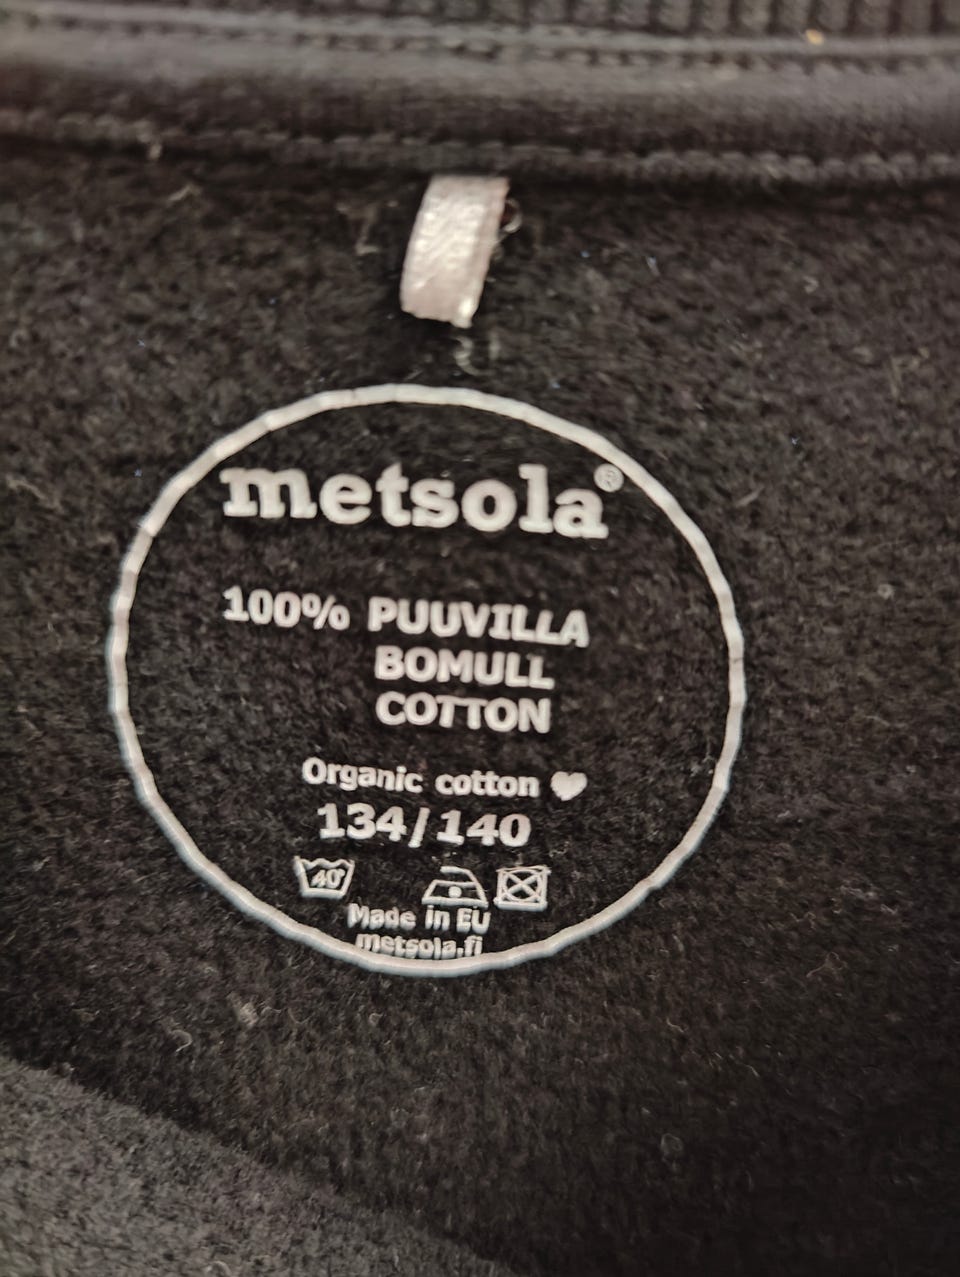 metsola®
100% PUUVILLA
BOMULL
COTTON
Organic cotton ♥
134/140
40°
Made in EU
metsola.fi